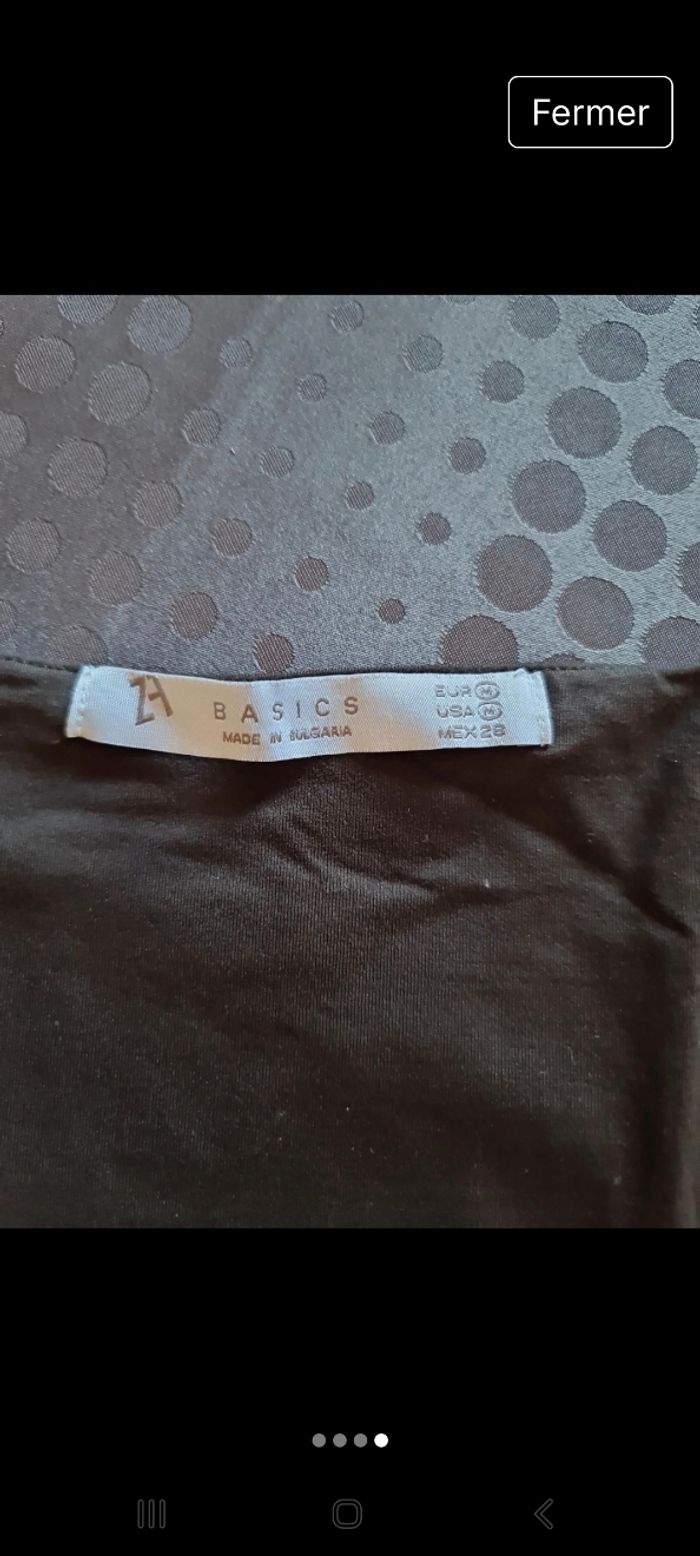 Fermer
ZA BASICS
MADE IN BULGARIA
EUR M
USA M
MEX 28